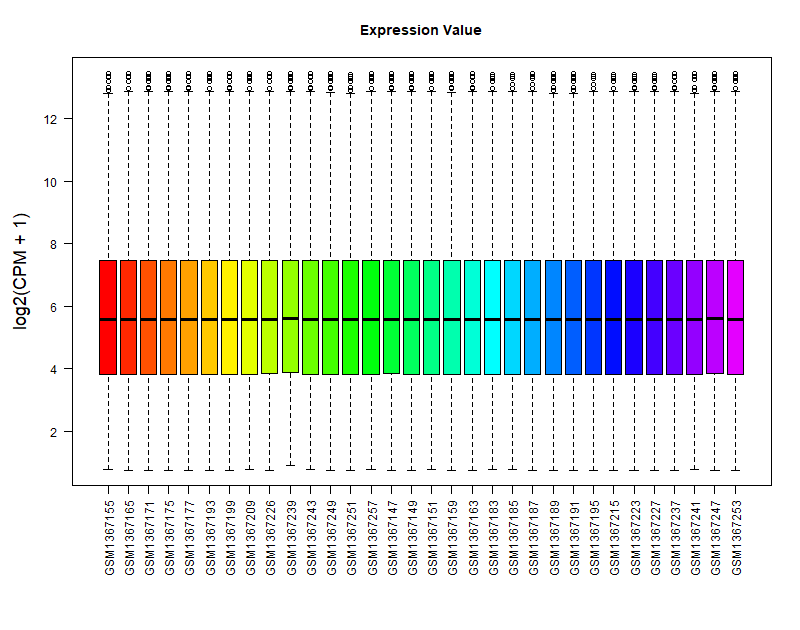 Expression Value
log2(CPM + 1)
12
10
8
6
4
2
GSM1367155
GSM1367165
GSM1367171
GSM1367175
GSM1367177
GSM1367193
GSM1367199
GSM1367209
GSM1367226
GSM1367239
GSM1367243
GSM1367249
GSM1367251
GSM1367257
GSM1367147
GSM1367149
GSM1367151
GSM1367159
GSM1367163
GSM1367183
GSM1367185
GSM1367187
GSM1367189
GSM1367191
GSM1367195
GSM1367215
GSM1367223
GSM1367227
GSM1367237
GSM1367241
GSM1367247
GSM1367253